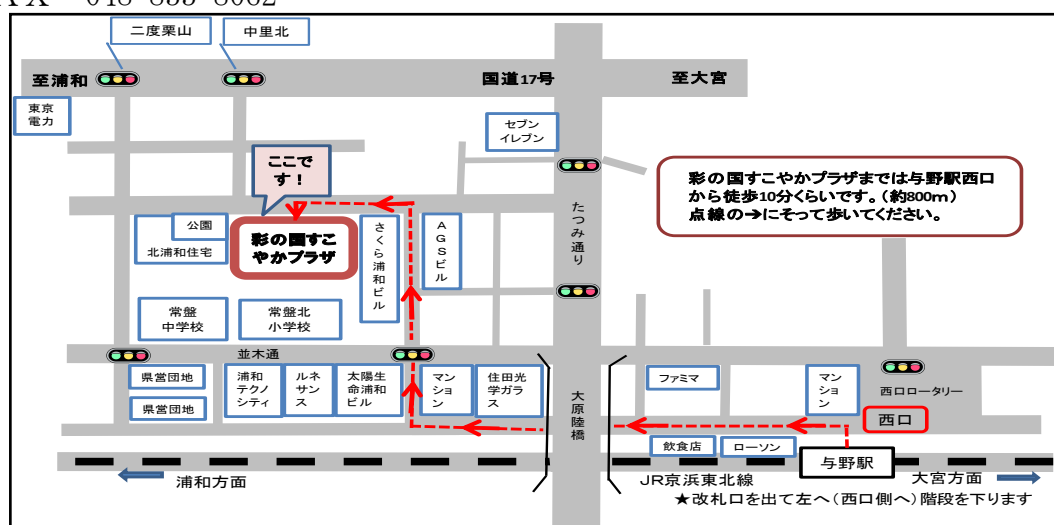 048-833-8062
二度栗山
中里北
至浦和
国道17号
至大宮
東京
電力
セブン
イレブン
ここで
す！
彩の国すこやかプラザまでは与野駅西口
から徒歩10分くらいです。（約800ｍ）
点線の→にそって歩いてください。
公園
北浦和住宅
彩の国すこ
やかプラザ
さくら浦和ビル
ＡＧＳビル
たつみ通り
常盤
中学校
常盤北
小学校
並木通
県営団地
県営団地
浦和
テクノ
シティ
ルネ
サン
ス
太陽生
命浦和
ビル
マン
ショ
ン
住田光
学ガラ
ス
大原陸橋
ファミマ
マンション
西口ロータリー
西口
飲食店
ローソン
与野駅
浦和方面
JR京浜東北線
大宮方面
★改札口を出て左へ（西口側へ）階段を下ります